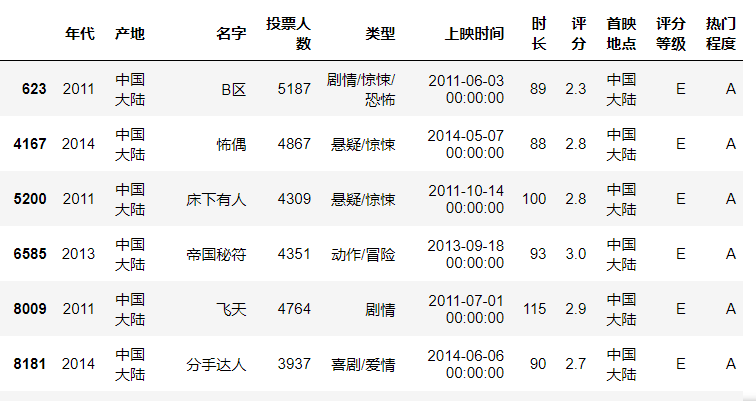 年代 产地 名字 投票人数 类型 上映时间 时长 评分 首映地点 评分等级 热门程度
623 2011 中国大陆 B区 5187 剧情/惊悚/恐怖 2011-06-03 00:00:00 89 2.3 中国大陆 E A
4167 2014 中国大陆 怖偶 4867 悬疑/惊悚 2014-05-07 00:00:00 88 2.8 中国大陆 E A
5200 2011 中国大陆 床下有人 4309 悬疑/惊悚 2011-10-14 00:00:00 100 2.8 中国大陆 E A
6585 2013 中国大陆 帝国秘符 4351 动作/冒险 2013-09-18 00:00:00 93 3.0 中国大陆 E A
8009 2011 中国大陆 飞天 4764 剧情 2011-07-01 00:00:00 115 2.9 中国大陆 E A
8181 2014 中国大陆 分手达人 3937 喜剧/爱情 2014-06-06 00:00:00 90 2.7 中国大陆 E A